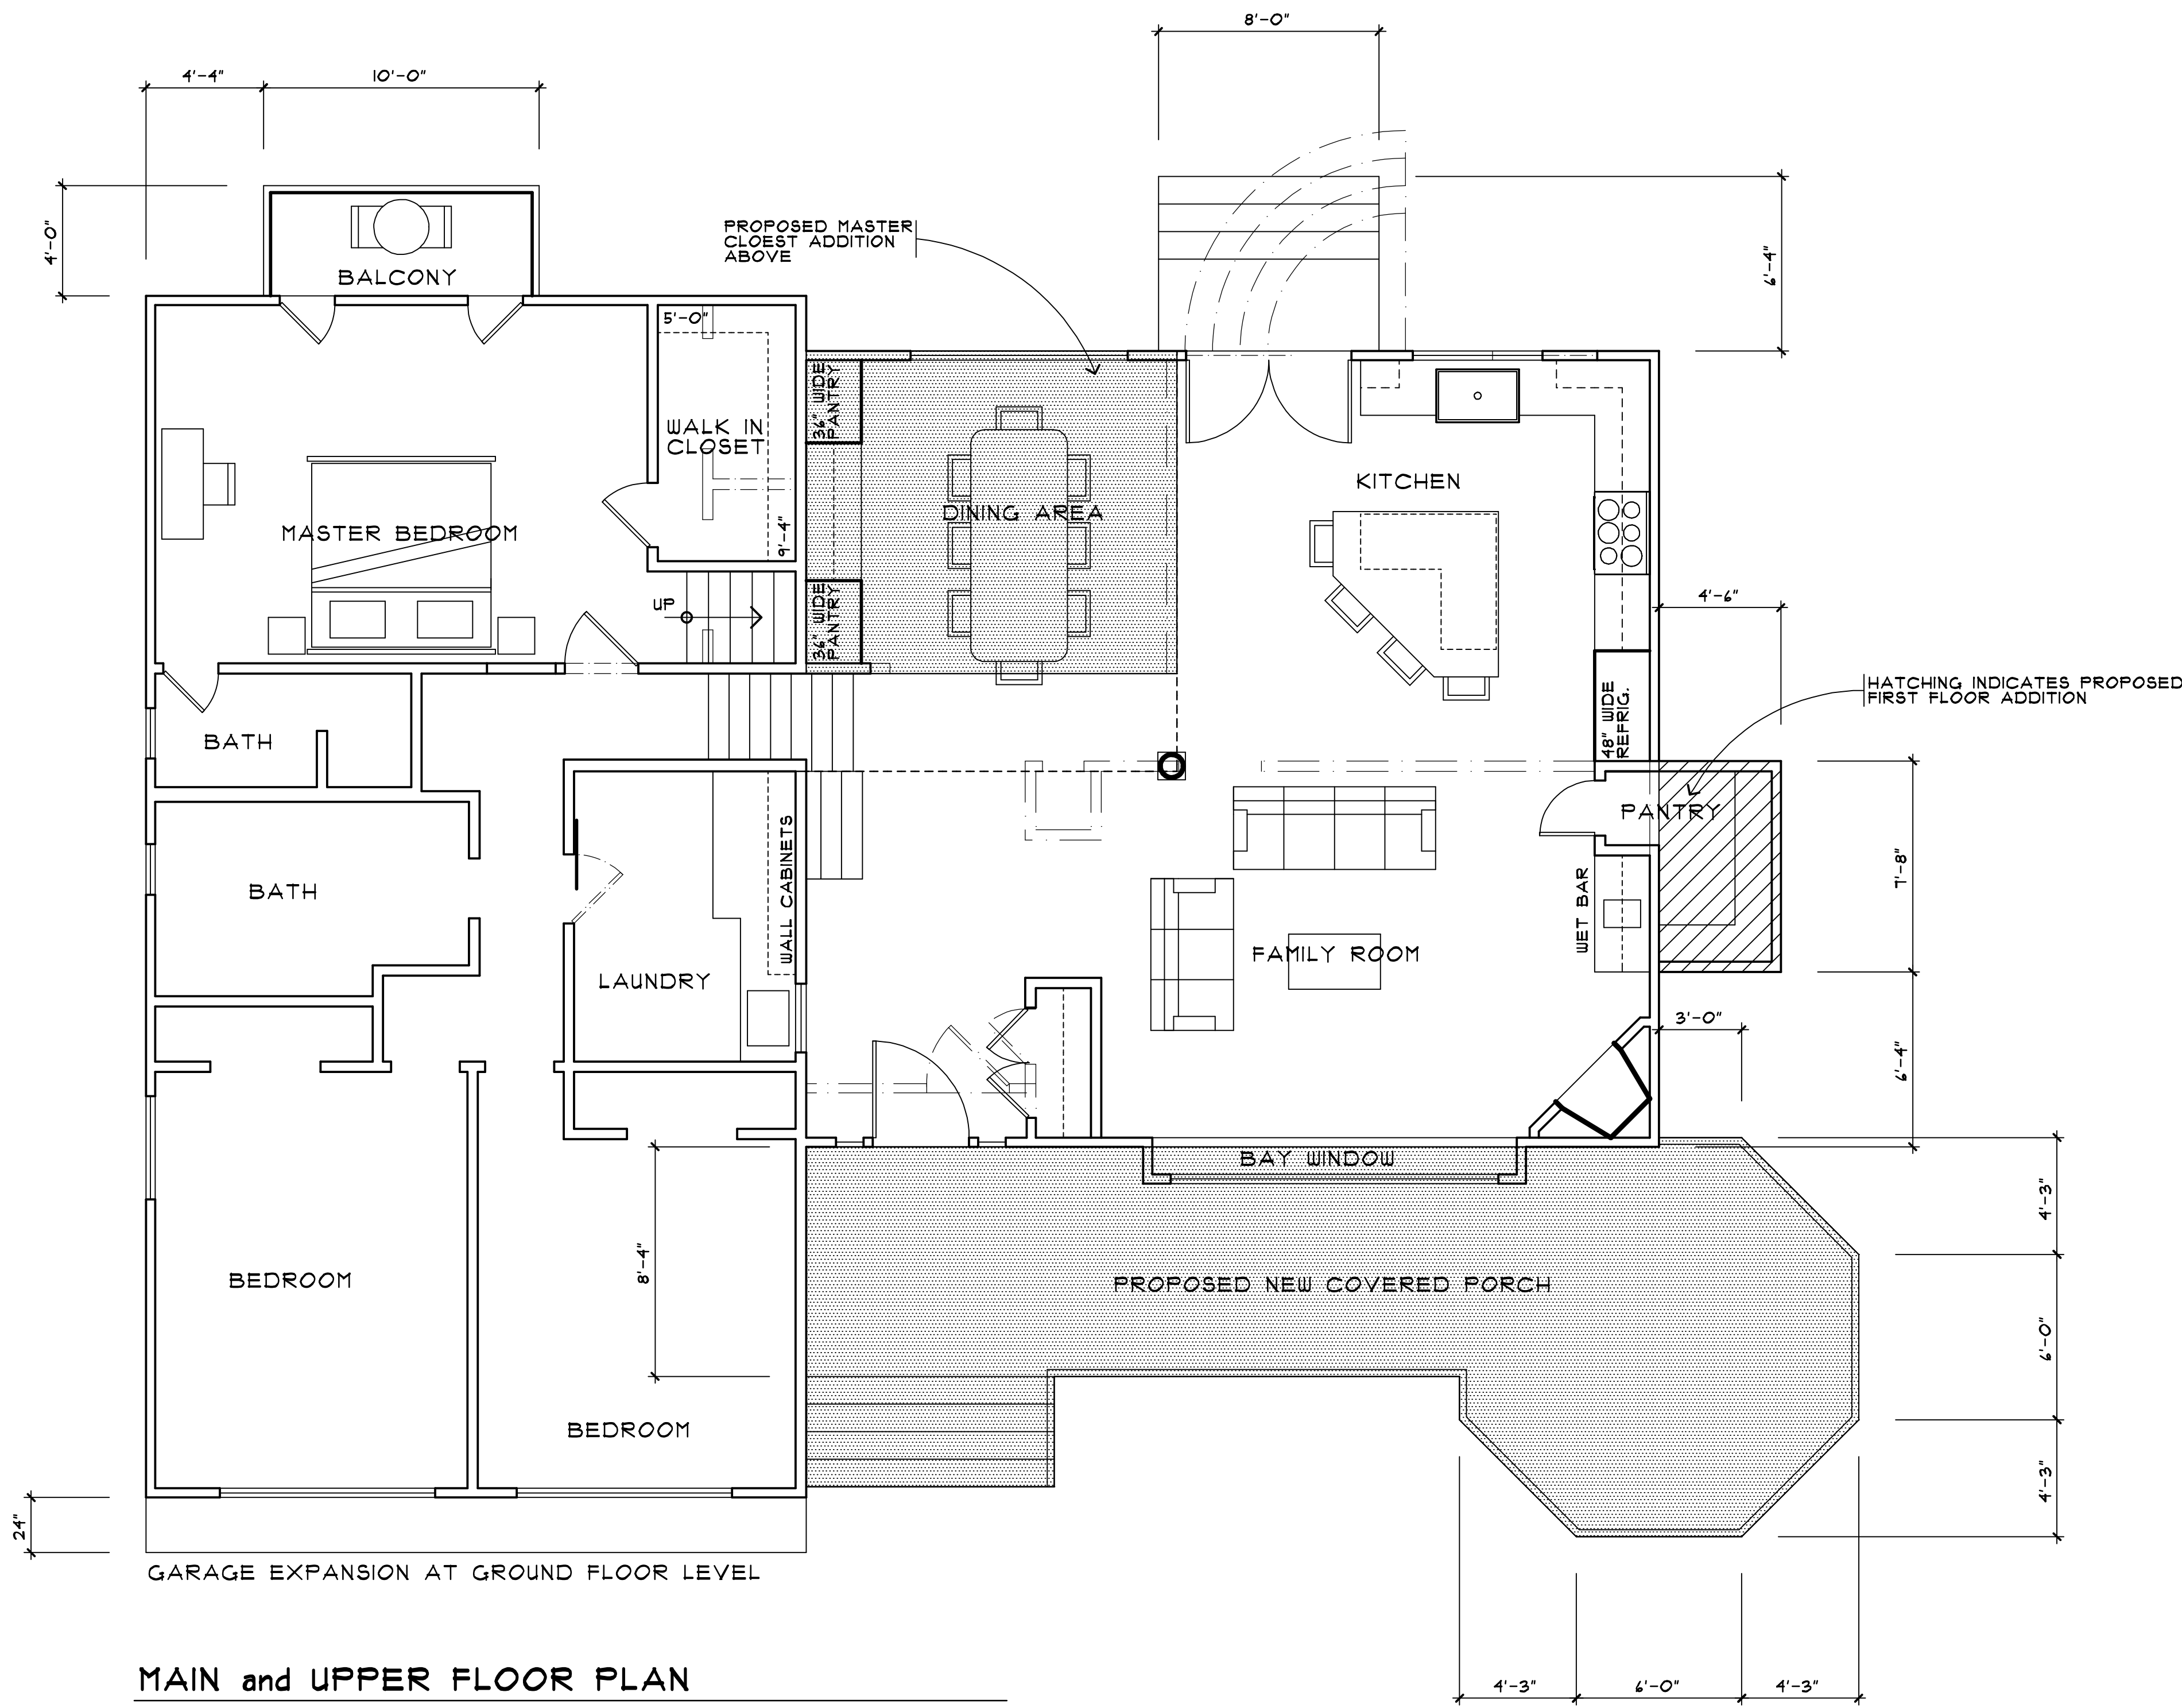 8'-0"
4'-4"
10'-0"
4'-0"
BALCONY
PROPOSED MASTER
CLOEST ADDITION
ABOVE
6'-4"
5'-0"
36" WIDE
PANTRY
WALK IN
CLOSET
KITCHEN
DINING AREA
MASTER BEDROOM
9'-4"
UP
36" WIDE
PANTRY
4'-6"
HATCHING INDICATES PROPOSED
FIRST FLOOR ADDITION
48" WIDE
REFRIG.
BATH
PANTRY
7'-8"
BATH
WALL CABINETS
WET BAR
LAUNDRY
FAMILY ROOM
3'-0"
6'-4"
BAY WINDOW
4'-3"
8'-4"
BEDROOM
PROPOSED NEW COVERED PORCH
6'-0"
BEDROOM
4'-3"
24"
GARAGE EXPANSION AT GROUND FLOOR LEVEL
MAIN and UPPER FLOOR PLAN
4'-3"
6'-0"
4'-3"